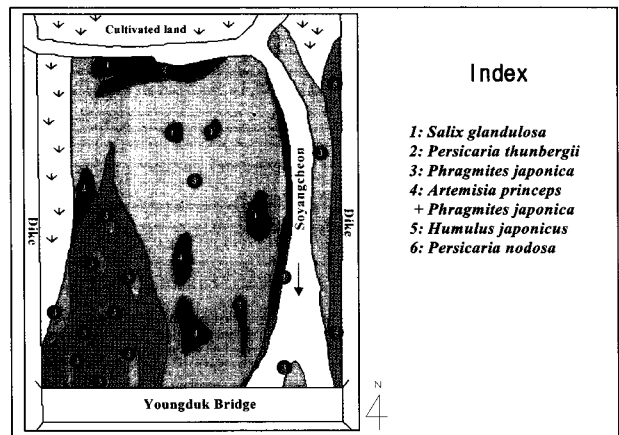 Cultivated land
Index
1: Salix glandulosa
2: Persicaria thunbergii
3: Phragmites japonica
4: Artemisia princeps
+ Phragmites japonica
5: Humulus japonicus
6: Persicaria nodosa
Dike
Soyangcheon
Dike
Youngduk Bridge
N